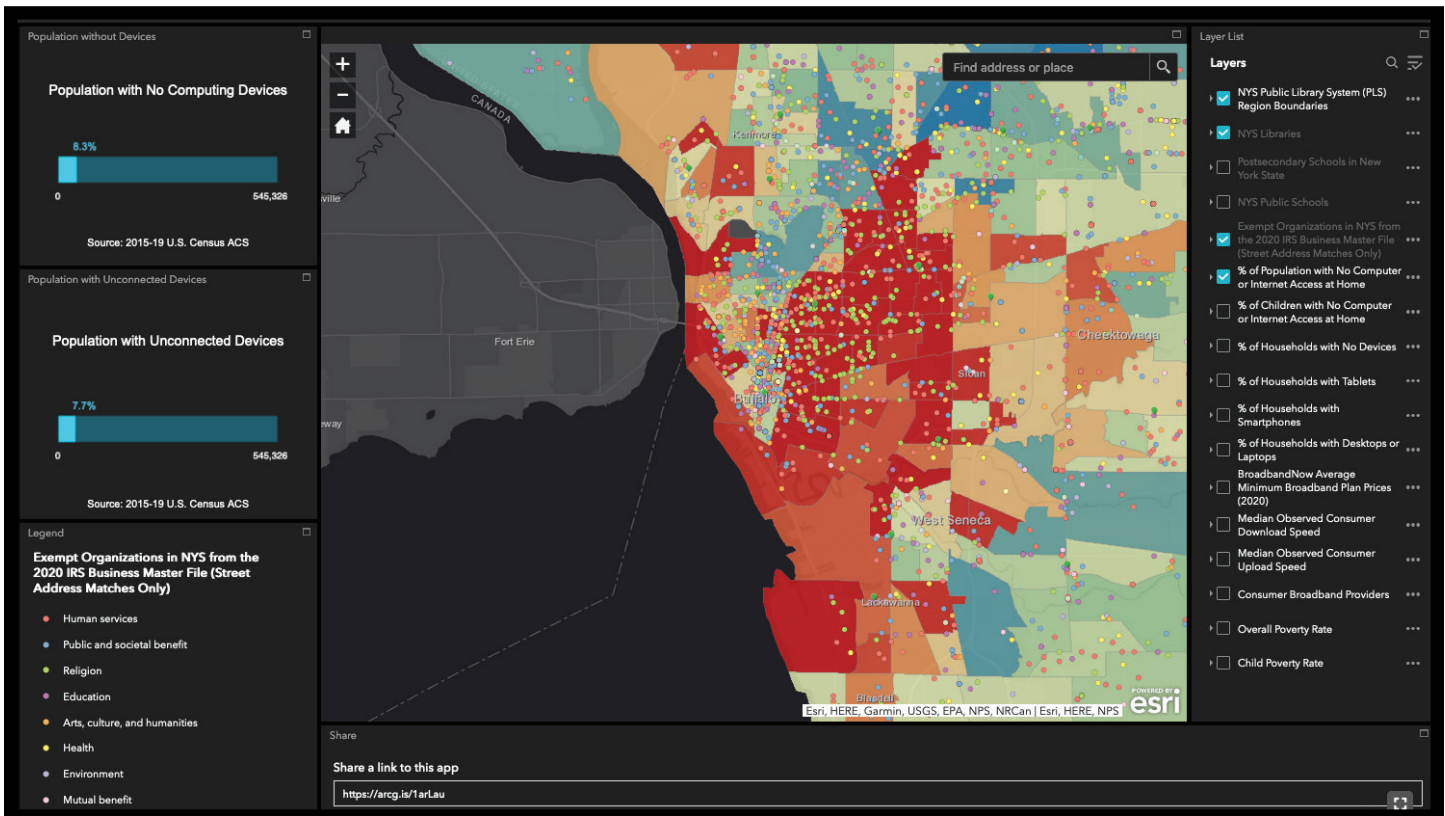 Population without Devices
Population with No Computing Devices
8.3%
0
545,326
Source: 2015-19 U.S. Census ACS
Population with Unconnected Devices
Population with Unconnected Devices
7.7%
0
545,326
Source: 2015-19 U.S. Census ACS
Legend
Exempt Organizations in NYS from the
2020 IRS Business Master File (Street
Address Matches Only)
Human services
Public and societal benefit
Religion
Education
Arts, culture, and humanities
Health
Environment
Mutual benefit
+
−
Find address or place
CANADA
Kenmore
ville
Fort Erie
Cheektowaga
Sloan
Buffalo
way
West Seneca
Lackawanna
Blasdell
POWERED BY
esri
Esri, HERE, Garmin, USGS, EPA, NPS, NRCan | Esri, HERE, NPS
Share
Share a link to this app
https://arcg.is/1arLau
Layer List
Layers
NYS Public Library System (PLS)
Region Boundaries
NYS Libraries
Postsecondary Schools in New
York State
NYS Public Schools
Exempt Organizations in NYS from
the 2020 IRS Business Master File
(Street Address Matches Only)
% of Population with No Computer
or Internet Access at Home
% of Children with No Computer
or Internet Access at Home
% of Households with No Devices
% of Households with Tablets
% of Households with
Smartphones
% of Households with Desktops or
Laptops
BroadbandNow Average
Minimum Broadband Plan Prices
(2020)
Median Observed Consumer
Download Speed
Median Observed Consumer
Upload Speed
Consumer Broadband Providers
Overall Poverty Rate
Child Poverty Rate